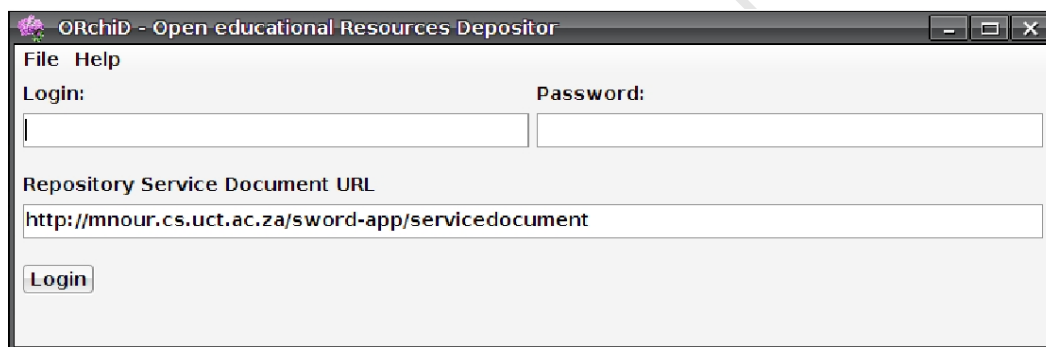 ORchiD - Open educational Resources Depositor
File Help
Login: Password:
Repository Service Document URL
http://mnour.cs.uct.ac.za/sword-app/servicedocument
Login